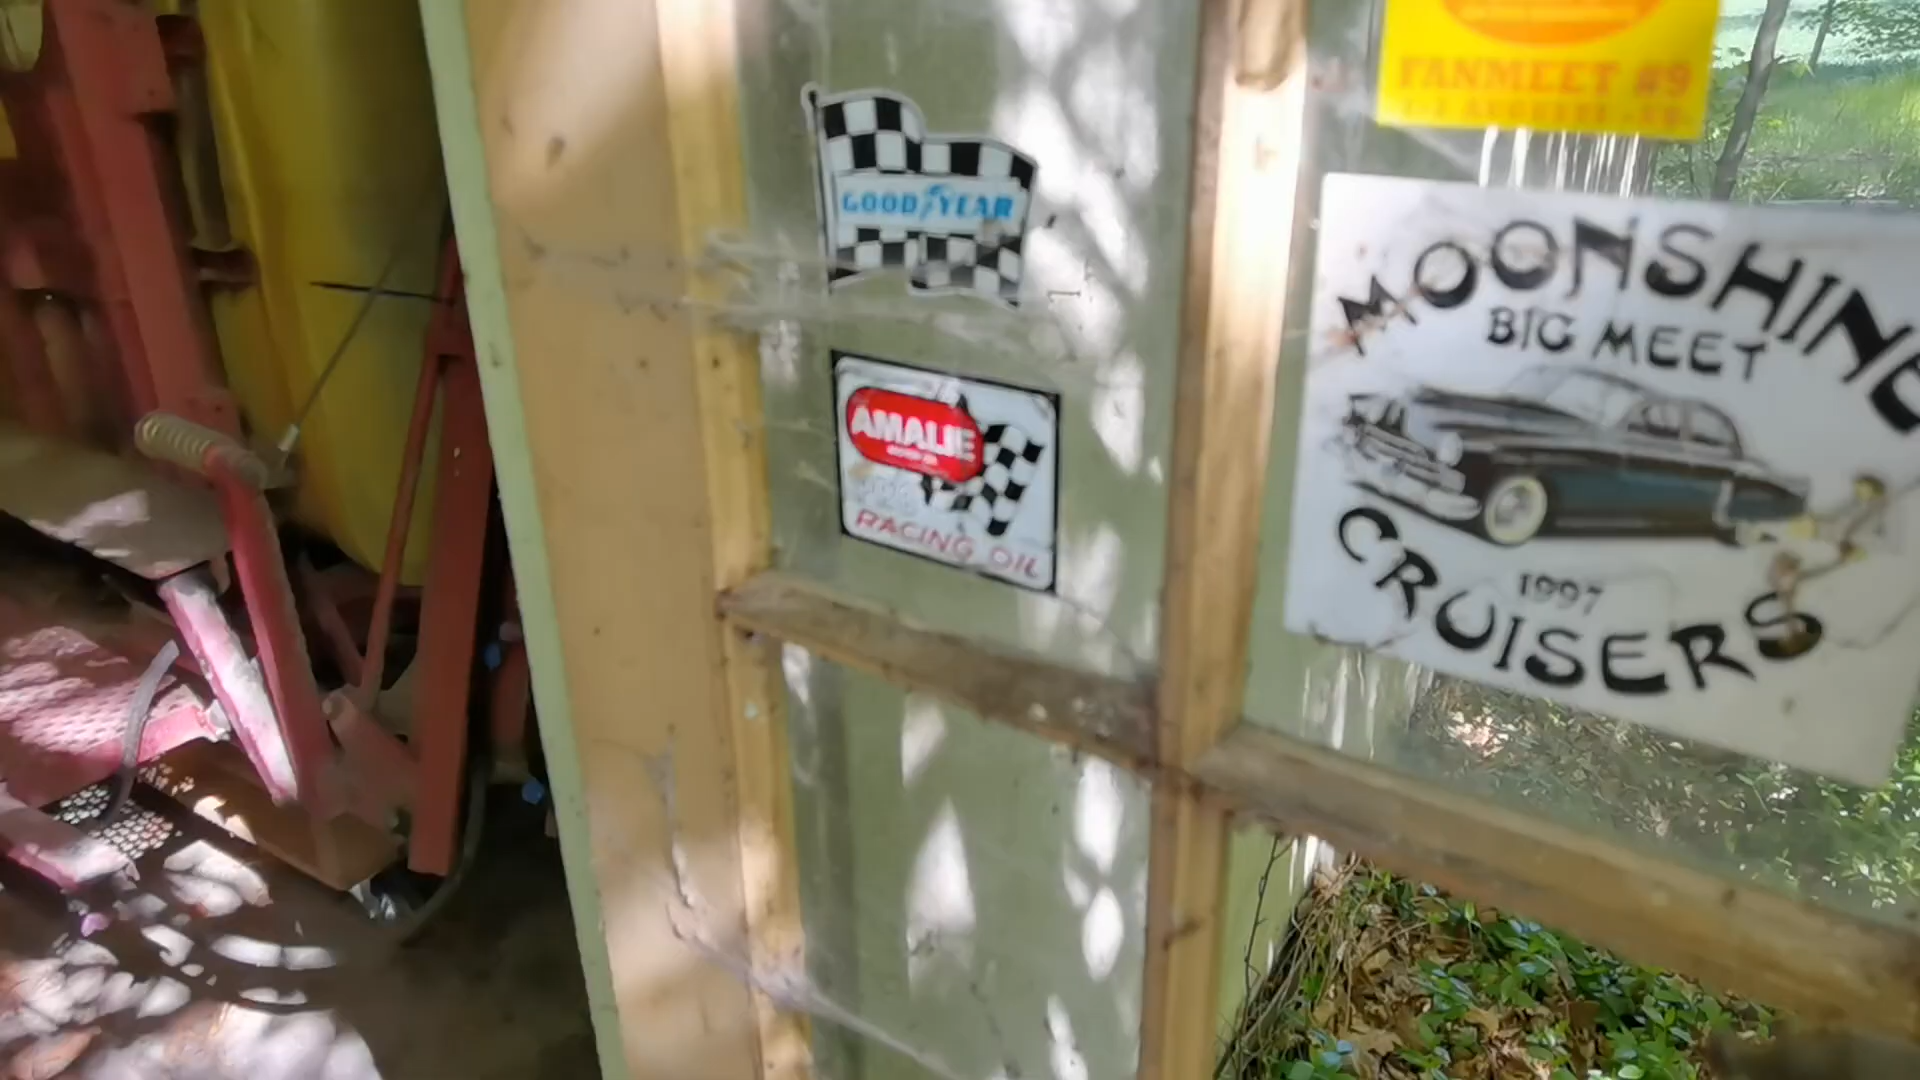 FANMEET #9
GOODYEAR
MOONSHINE
BIG MEET
AMALIE
RACING OIL
1997
CRUISERS